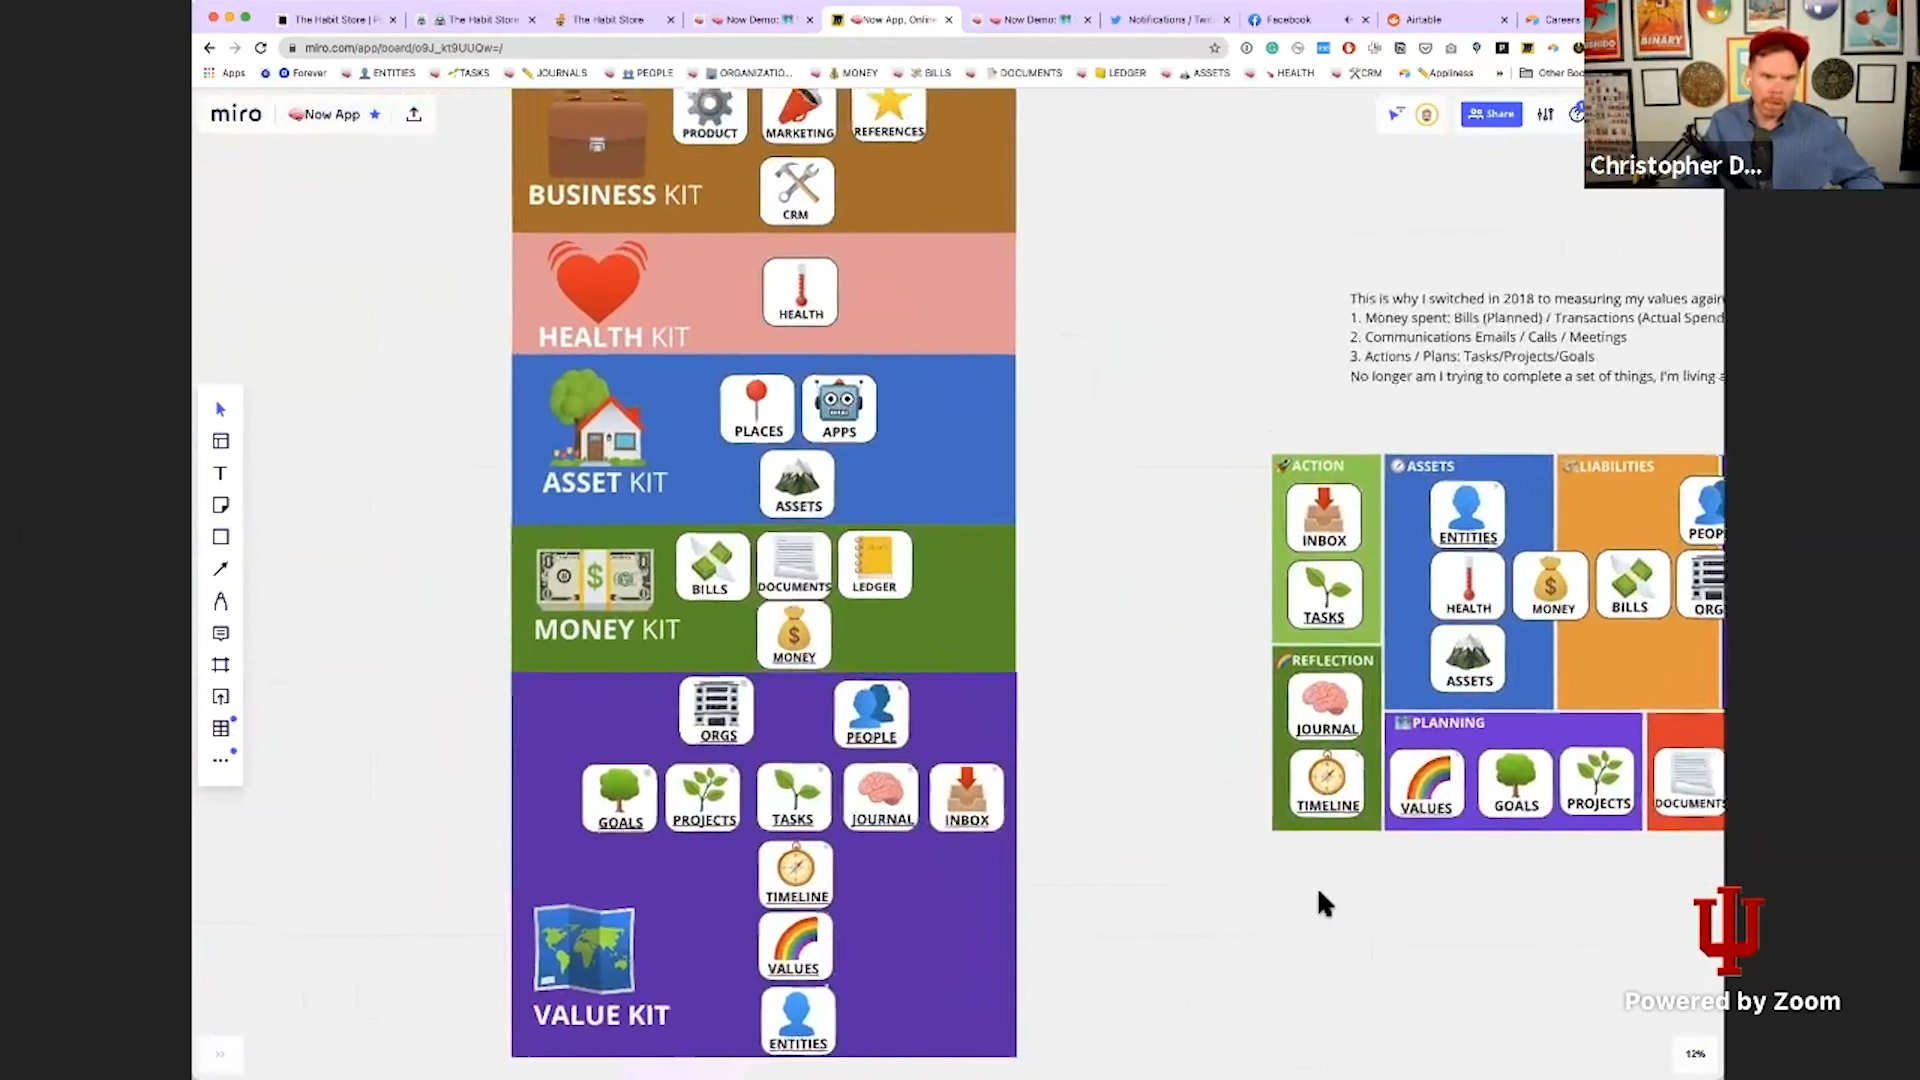 The Habit Store | P
The Habit Store
The Habit Store
Now Demo:
Now App, Online
Now Demo:
Notifications / Twit
Facebook
Airtable
Careers
miro.com/app/board/o9J_kt9UUQw=/
Apps
Forever
ENTITIES
TASKS
JOURNALS
PEOPLE
ORGANIZATIO...
MONEY
BILLS
DOCUMENTS
LEDGER
ASSETS
HEALTH
CRM
Appliness
»
Other Boo
miro
Now App
Share
Christopher D...
PRODUCT
MARKETING
REFERENCES
CRM
BUSINESS KIT
HEALTH
HEALTH KIT
PLACES
APPS
ASSETS
ASSET KIT
BILLS
DOCUMENTS
LEDGER
MONEY
MONEY KIT
ORGS
PEOPLE
GOALS
PROJECTS
TASKS
JOURNAL
INBOX
TIMELINE
VALUES
ENTITIES
VALUE KIT
This is why I switched in 2018 to measuring my values again
1. Money spent: Bills (Planned) / Transactions (Actual Spend
2. Communications Emails / Calls / Meetings
3. Actions / Plans: Tasks/Projects/Goals
No longer am I trying to complete a set of things, I'm living a
ACTION
INBOX
TASKS
REFLECTION
JOURNAL
TIMELINE
ASSETS
ENTITIES
HEALTH
ASSETS
LIABILITIES
MONEY
BILLS
PEOP
ORG
PLANNING
VALUES
GOALS
PROJECTS
DOCUMENTS
BINARY
Powered by Zoom
12%